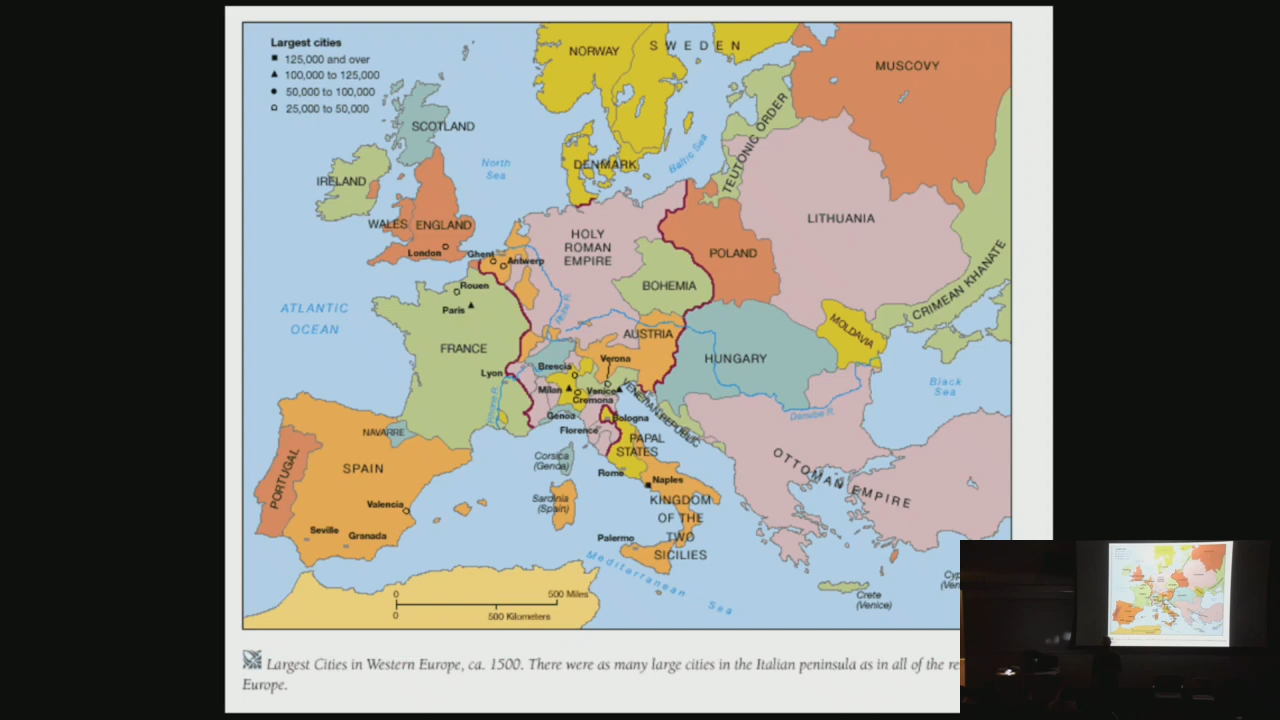 Largest cities
125,000 and over
100,000 to 125,000
50,000 to 100,000
25,000 to 50,000
NORWAY
SWEDEN
MUSCOVY
SCOTLAND
North
Sea
DENMARK
Baltic Sea
TEUTONIC ORDER
IRELAND
WALES
ENGLAND
London
LITHUANIA
HOLY
ROMAN
EMPIRE
POLAND
Ghent
Antwerp
CRIMEAN KHANATE
Rouen
Paris
BOHEMIA
ATLANTIC
OCEAN
Rhine R.
MOLDAVIA
FRANCE
AUSTRIA
HUNGARY
Lyon
Brescia
Verona
Milan
Venice
Cremona
VENETIAN REPUBLIC
Black
Sea
Danube R.
Genoa
Bologna
Florence
NAVARRE
PAPAL
STATES
PORTUGAL
SPAIN
Corsica
(Genoa)
Rome
Naples
OTTOMAN EMPIRE
Valencia
Sardinia
(Spain)
KINGDOM
OF THE
TWO
SICILIES
Seville
Granada
Palermo
Mediterranean Sea
500 Miles
0
0
500 Kilometers
Crete
(Venice)
Largest Cities in Western Europe, ca. 1500. There were as many large cities in the Italian peninsula as in all of the
Europe.